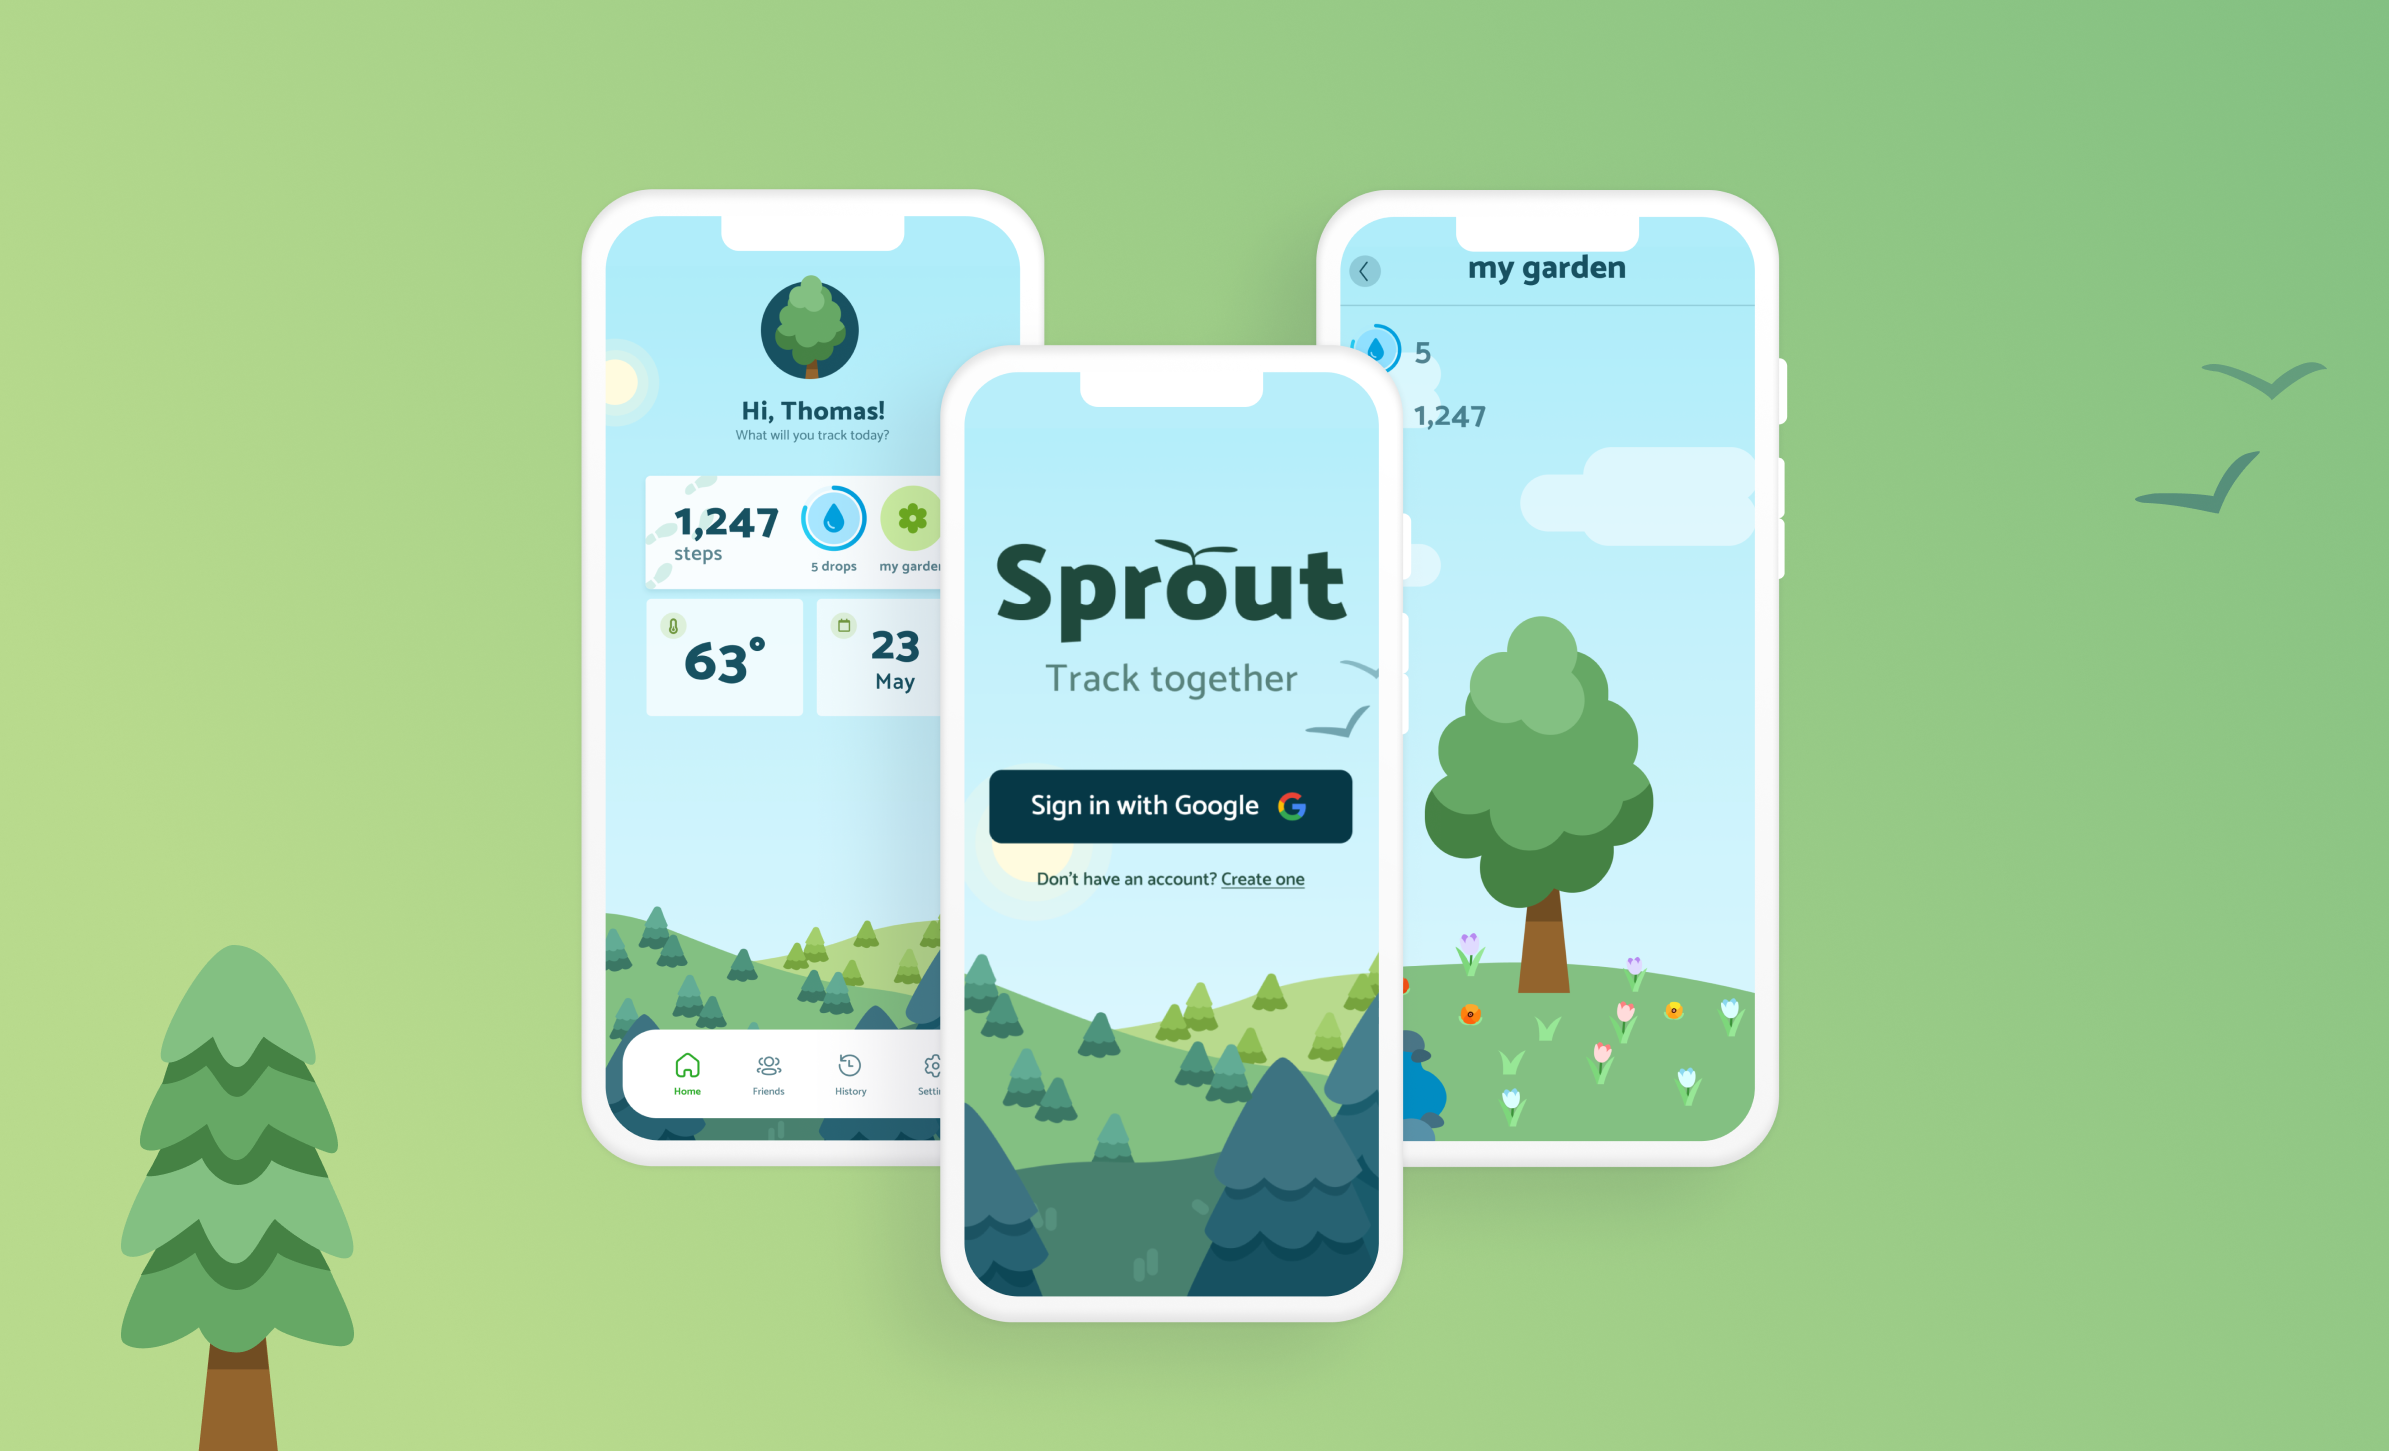 Hi, Thomas!
What will you track today?
1,247
steps
5 drops
my garden
63°
23
May
Home
Friends
History
Sprout
Track together
Sign in with Google
Don't have an account? Create one
my garden
5
1,247